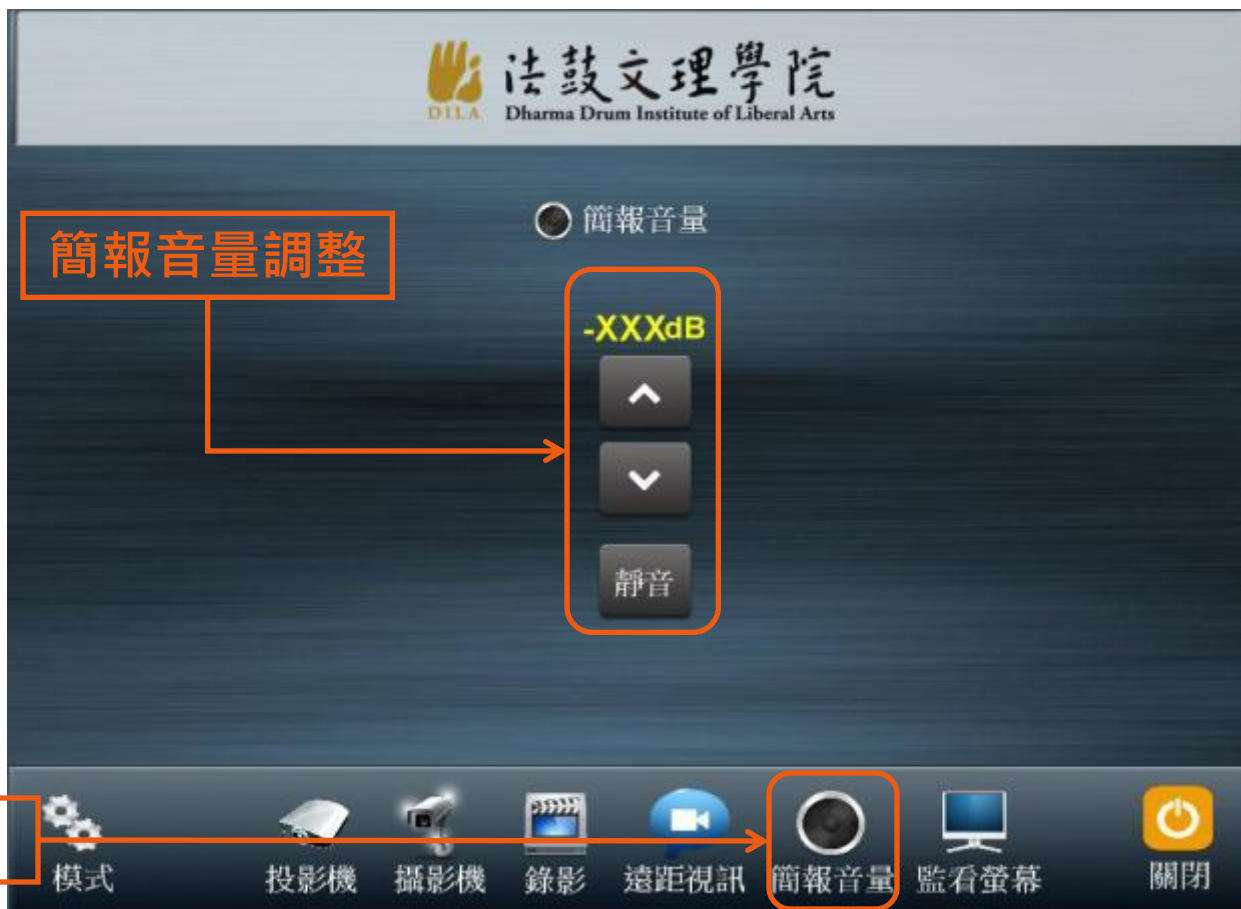 法鼓文理學院
DILA
Dharma Drum Institute of Liberal Arts
簡報音量
簡報音量調整
-XXXdB
靜音
模式
投影機
攝影機
錄影
遠距視訊
簡報音量
監看螢幕
關閉